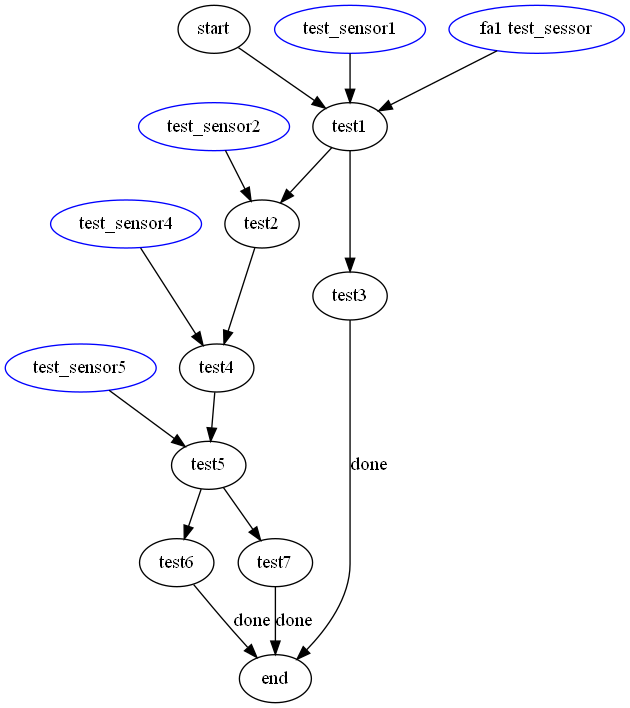 start
test_sensor1
fa1 test_sessor
test_sensor2
test1
test_sensor4
test2
test3
test_sensor5
test4
test5
done
test6
test7
done
done
end